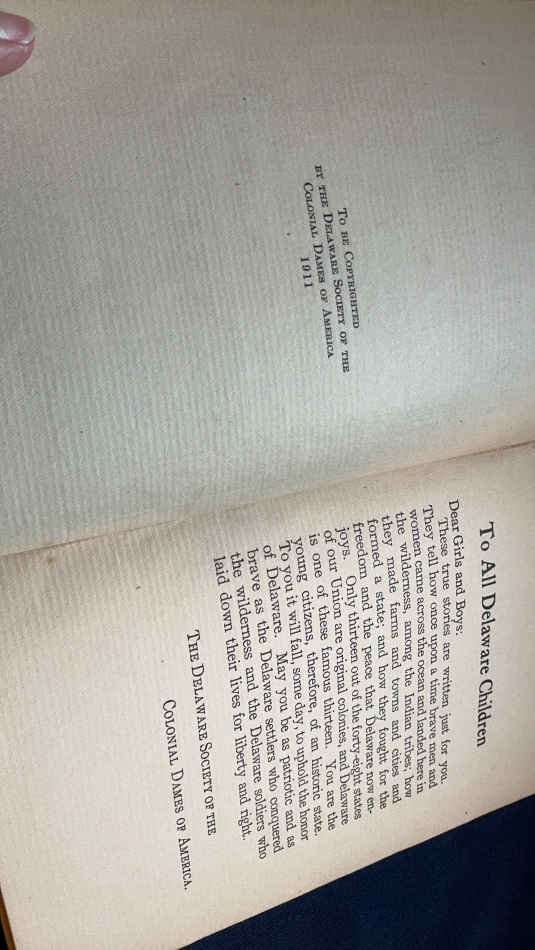 To be Copyrighted
by the Delaware Society of the
Colonial Dames of America
1911
To All Delaware Children
Dear Girls and Boys:
These true stories are written just for you.
They tell how once upon a time brave men and
women came across the ocean and landed here in
the wilderness, among the Indian tribes; how
they made farms and towns and cities and
formed a state; and how they fought for the
freedom and the peace that Delaware now en-
joys. Only thirteen out of the forty-eight states
of our Union are original colonies, and Delaware
is one of these famous thirteen. You are the
young citizens, therefore, of an historic state.
To you it will fall, some day, to uphold the honor
of Delaware. May you be as patriotic and as
brave as the Delaware settlers who conquered
the wilderness and the Delaware soldiers who
laid down their lives for liberty and right.
The Delaware Society of the
Colonial Dames of America.